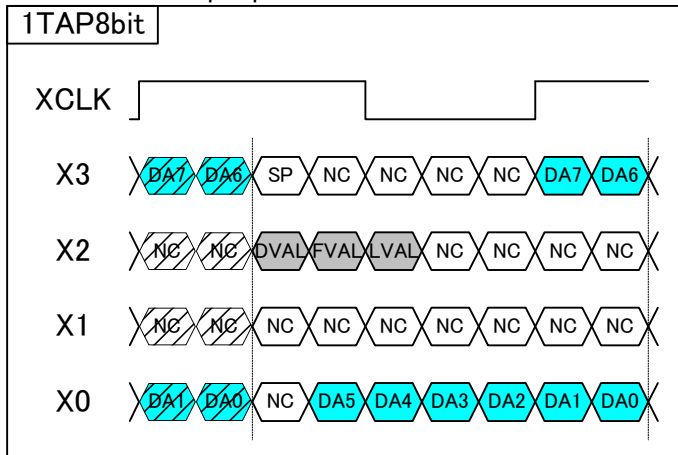 1TAP8bit
XCLK
X3 DA7 DA6 SP NC NC NC NC DA7 DA6
X2 NC NC DVAL FVAL LVAL NC NC NC NC
X1 NC NC NC NC NC NC NC NC NC
X0 DA1 DA0 NC DA5 DA4 DA3 DA2 DA1 DA0